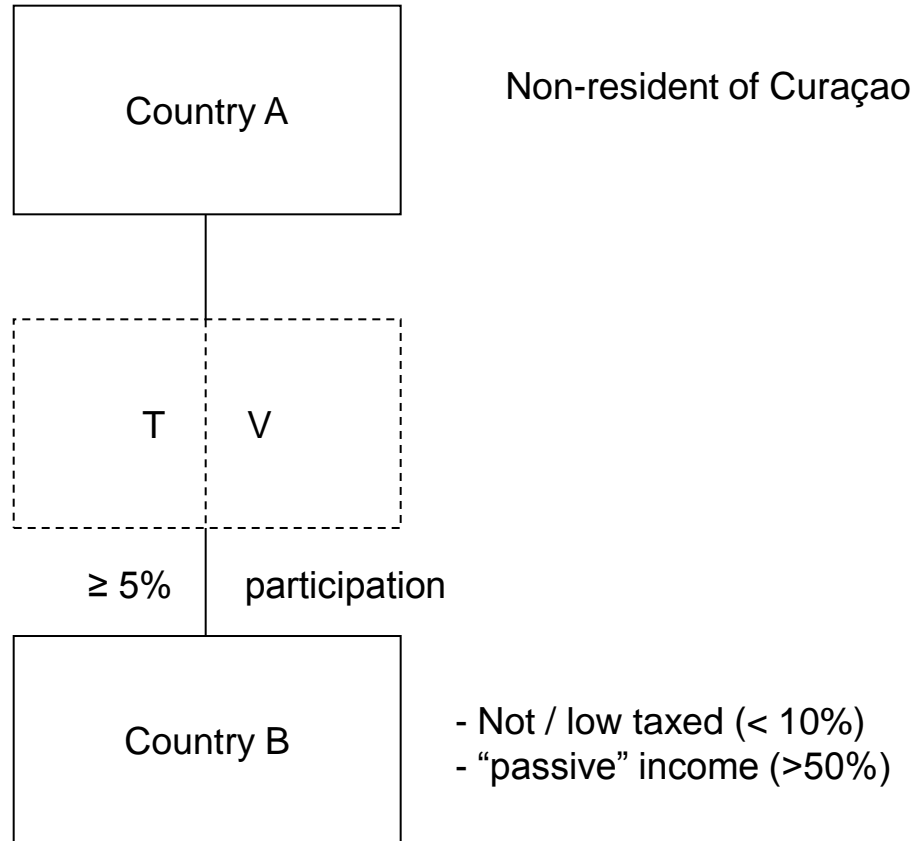 Country A
Non-resident of Curaçao
T V
≥ 5% participation
Country B
- Not / low taxed (< 10%)
- “passive” income (>50%)